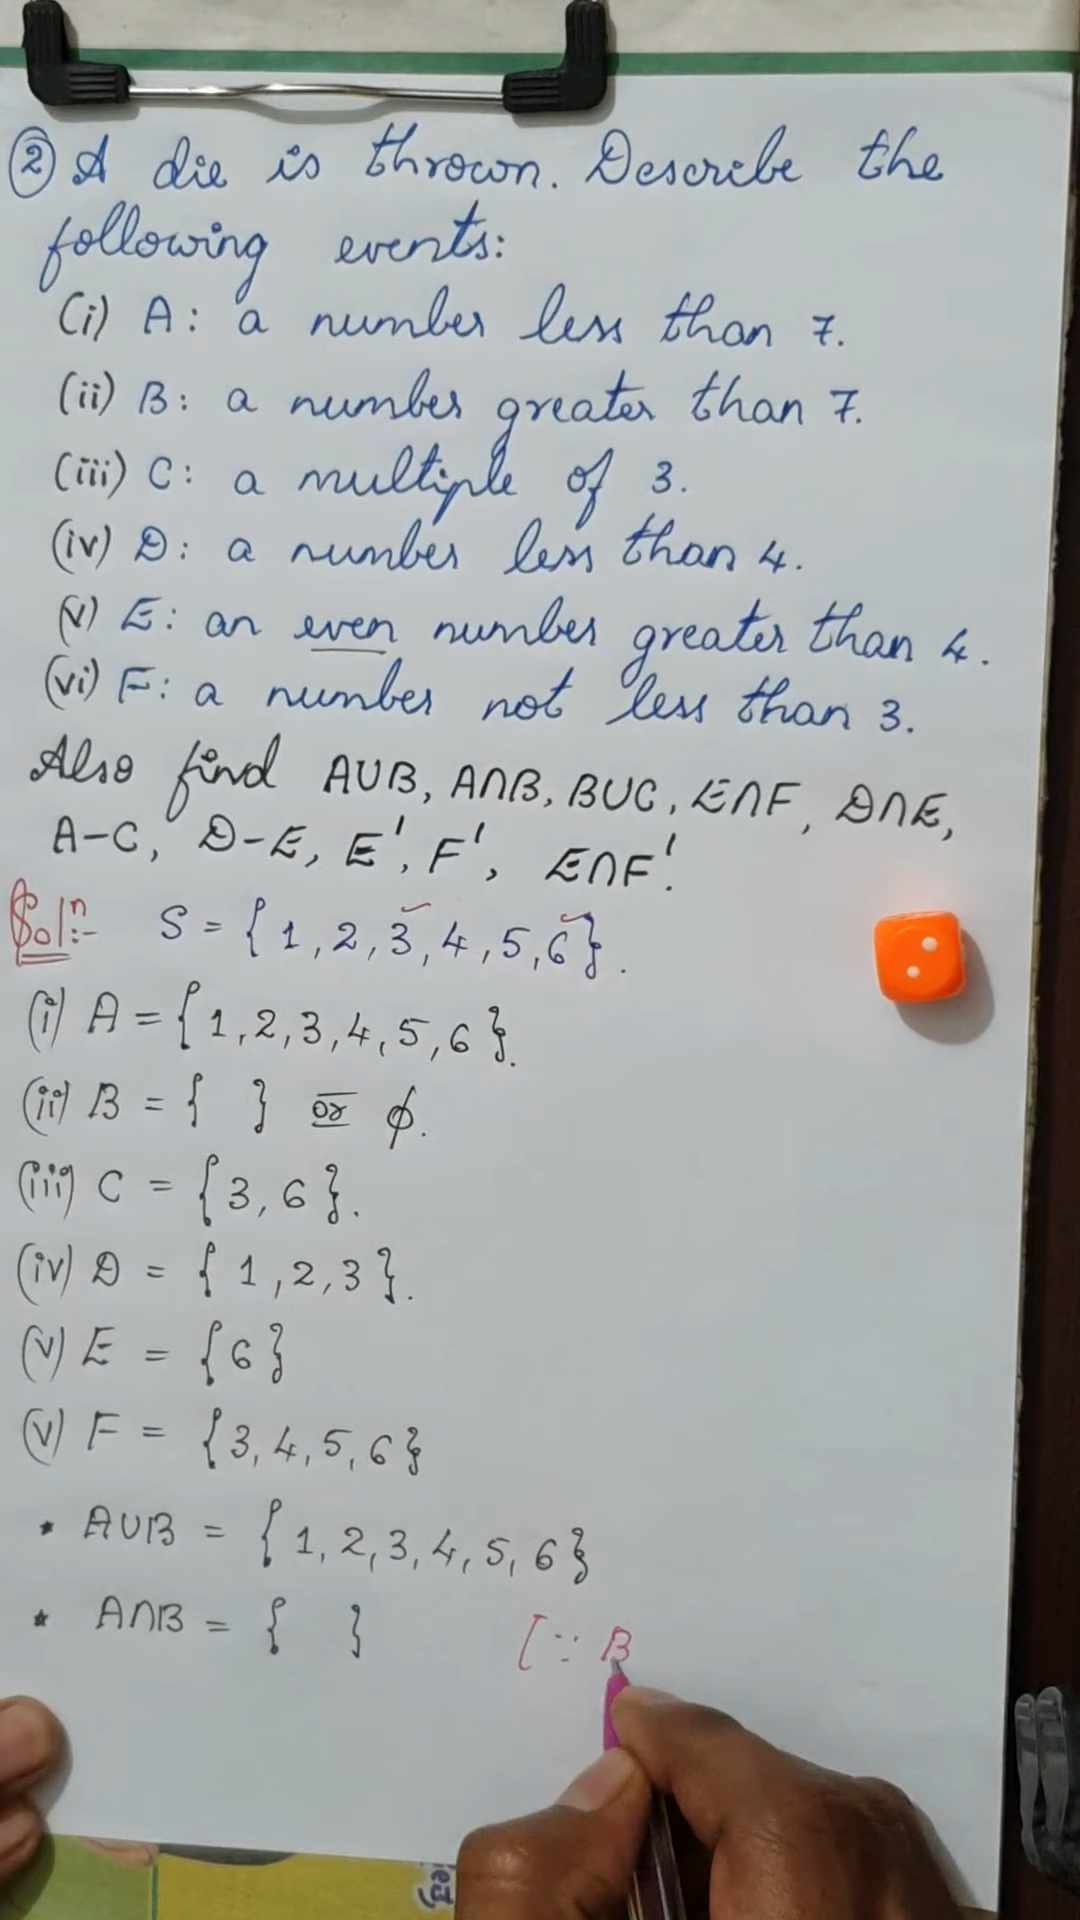 ② A die is thrown. Describe the
following events:
(i) A: a number less than 7.
(ii) B: a number greater than 7.
(iii) C: a multiple of 3.
(iv) D: a number less than 4.
(v) E: an even number greater than 4.
(vi) F: a number not less than 3.
Also find A∪B, A∩B, B∪C, E∩F, D∩E,
A-C, D-E, E', F', E∩F'.
Solⁿ:- S = {1,2,3,4,5,6}.
(i) A = {1,2,3,4,5,6}.
(ii) B = { } or ϕ.
(iii) C = {3,6}.
(iv) D = {1,2,3}.
(v) E = {6}
(v) F = {3,4,5,6}
* A∪B = {1,2,3,4,5,6}
* A∩B = { } [∵ B